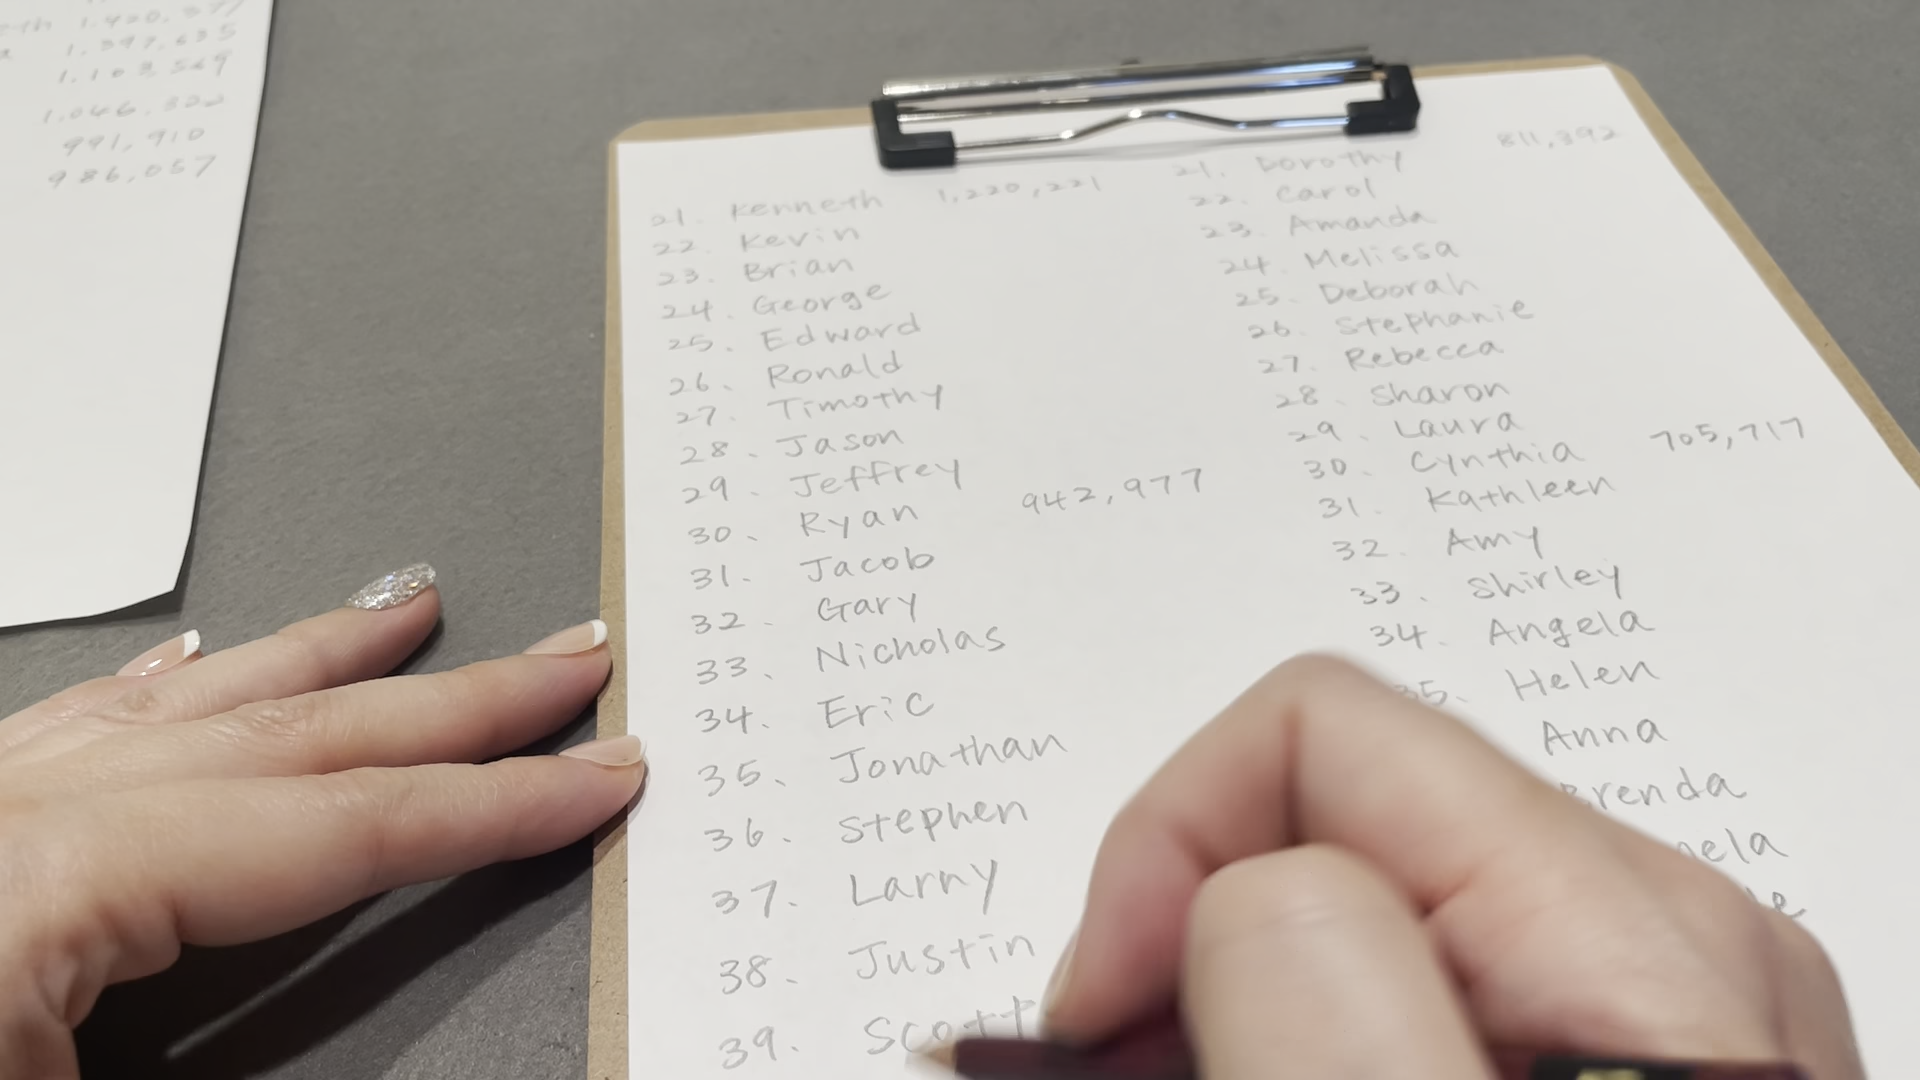 1,397,635
1,108,569
1,046,322
991,910
986,057
21. Kenneth 1,220,221
22. Kevin
23. Brian
24. George
25. Edward
26. Ronald
27. Timothy
28. Jason
29. Jeffrey
30. Ryan 942,977
31. Jacob
32. Gary
33. Nicholas
34. Eric
35. Jonathan
36. Stephen
37. Larry
38. Justin
39. Scott
21. Dorothy 811,392
22. Carol
23. Amanda
24. Melissa
25. Deborah
26. Stephanie
27. Rebecca
28. Sharon
29. Laura
30. Cynthia 705,717
31. Kathleen
32. Amy
33. Shirley
34. Angela
35. Helen
Anna
Brenda